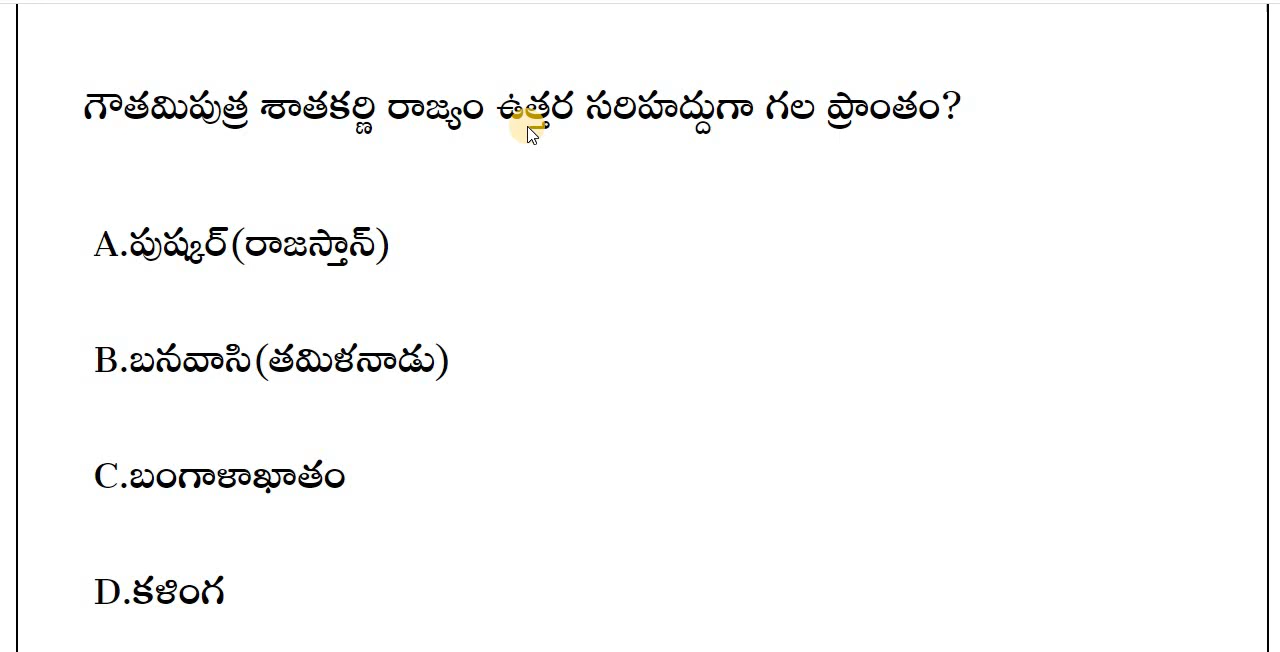 గౌతమిపుత్ర శాతకర్ణి రాజ్యం ఉత్తర సరిహద్దుగా గల ప్రాంతం?
A.పుష్కర్(రాజస్తాన్)
B.బనవాసి(తమిళనాడు)
C.బంగాళాఖాతం
D.కళింగ